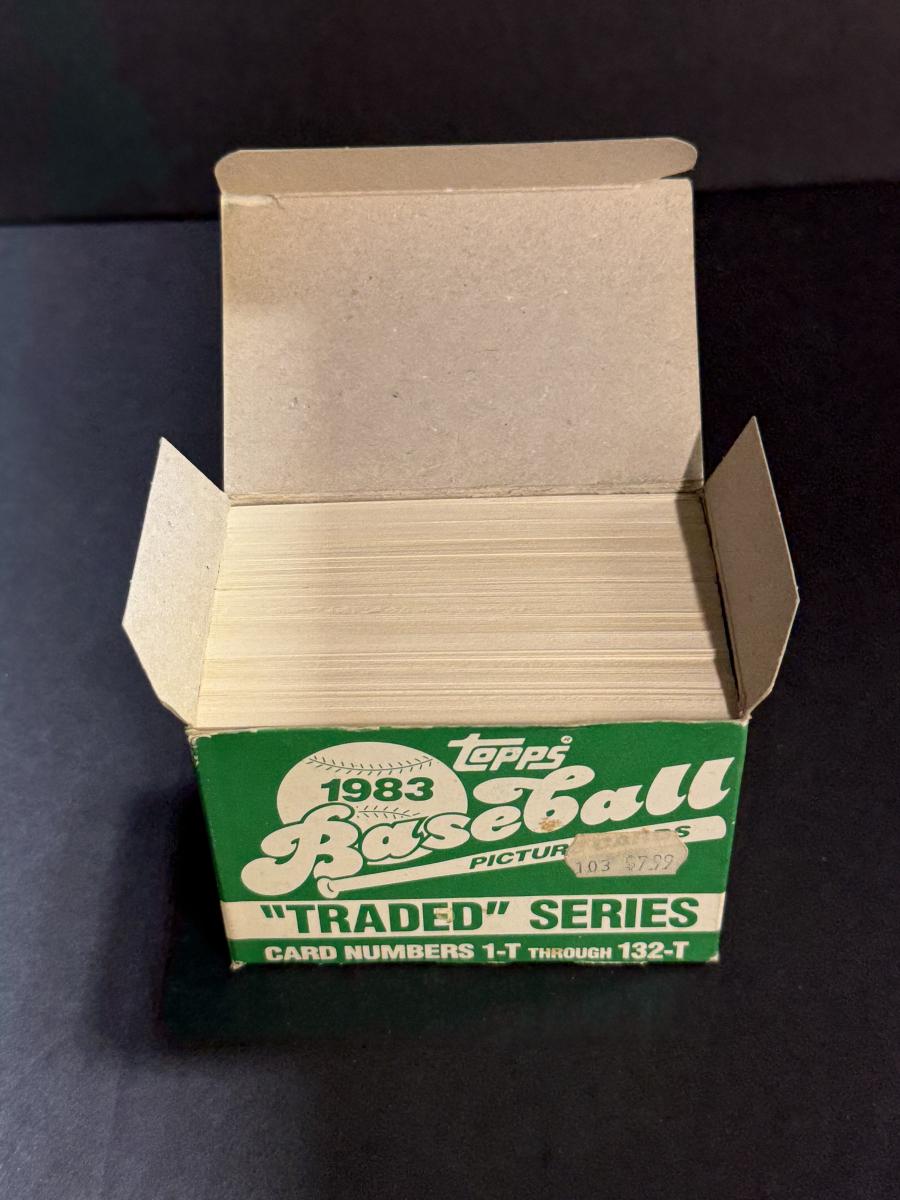 topps®
1983
Baseball
PICTUR
103 $7.99
"TRADED" SERIES
CARD NUMBERS 1-T THROUGH 132-T